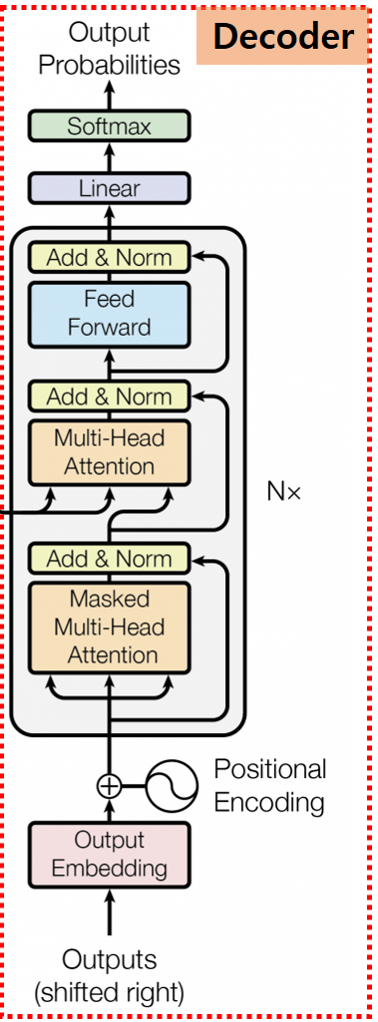 Decoder
Output
Probabilities
Softmax
Linear
Add & Norm
Feed
Forward
Add & Norm
Multi-Head
Attention
N×
Add & Norm
Masked
Multi-Head
Attention
Positional
Encoding
Output
Embedding
Outputs
(shifted right)